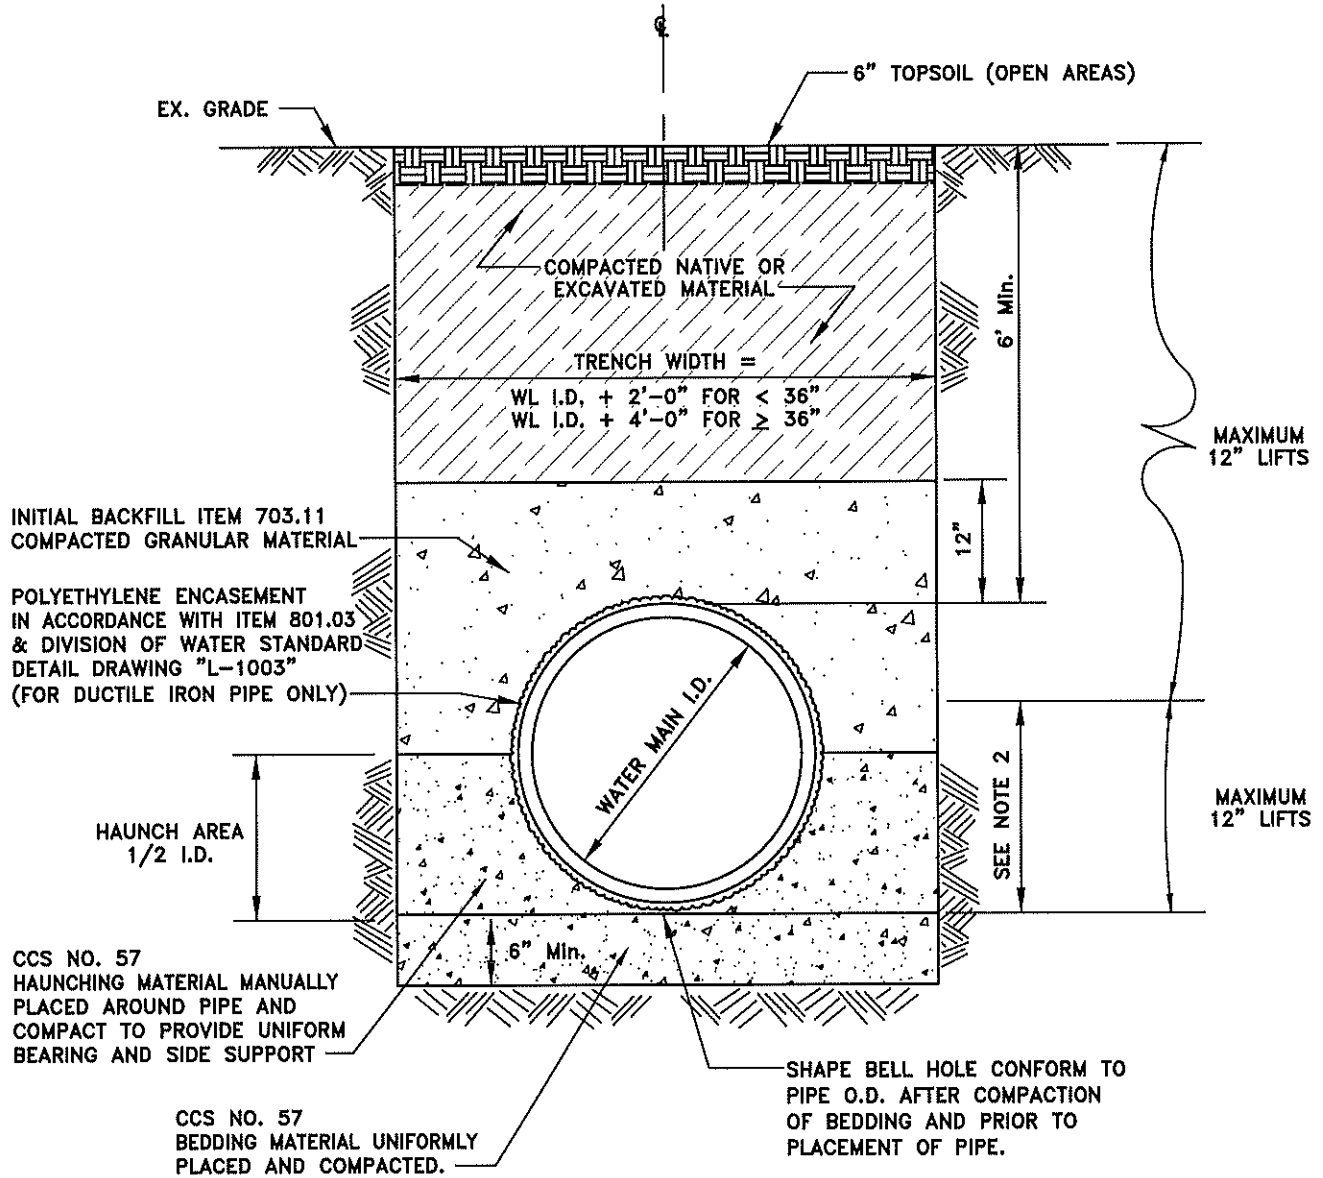 ℄
6" TOPSOIL (OPEN AREAS)
EX. GRADE
COMPACTED NATIVE OR
EXCAVATED MATERIAL
6' Min.
TRENCH WIDTH =
WL I.D. + 2'-0" FOR < 36"
WL I.D. + 4'-0" FOR ≥ 36"
MAXIMUM
12" LIFTS
INITIAL BACKFILL ITEM 703.11
COMPACTED GRANULAR MATERIAL
12"
POLYETHYLENE ENCASEMENT
IN ACCORDANCE WITH ITEM 801.03
& DIVISION OF WATER STANDARD
DETAIL DRAWING "L-1003"
(FOR DUCTILE IRON PIPE ONLY)
WATER MAIN I.D.
SEE NOTE 2
MAXIMUM
12" LIFTS
HAUNCH AREA
1/2 I.D.
6" Min.
CCS NO. 57
HAUNCHING MATERIAL MANUALLY
PLACED AROUND PIPE AND
COMPACT TO PROVIDE UNIFORM
BEARING AND SIDE SUPPORT
SHAPE BELL HOLE CONFORM TO
PIPE O.D. AFTER COMPACTION
OF BEDDING AND PRIOR TO
PLACEMENT OF PIPE.
CCS NO. 57
BEDDING MATERIAL UNIFORMLY
PLACED AND COMPACTED.